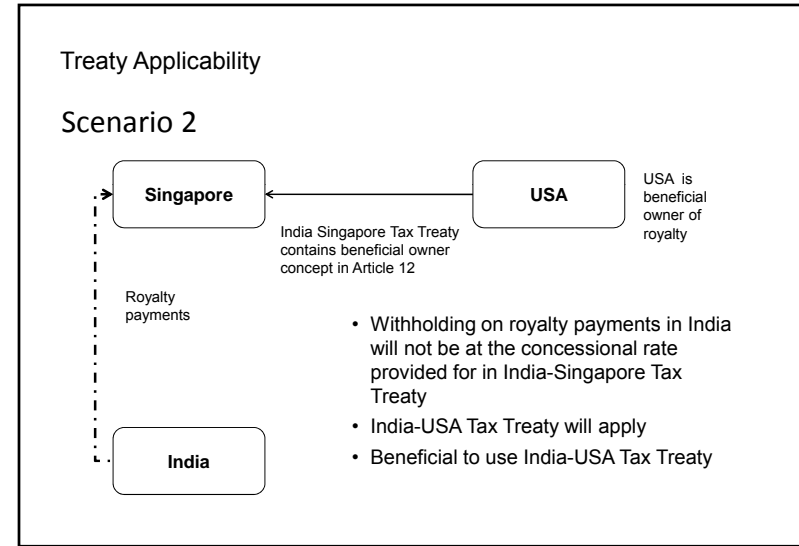 Treaty Applicability
Scenario 2
Singapore
USA
USA is
beneficial
owner of
royalty
India Singapore Tax Treaty
contains beneficial owner
concept in Article 12
Royalty
payments
• Withholding on royalty payments in India
will not be at the concessional rate
provided for in India-Singapore Tax
Treaty
• India-USA Tax Treaty will apply
• Beneficial to use India-USA Tax Treaty
India